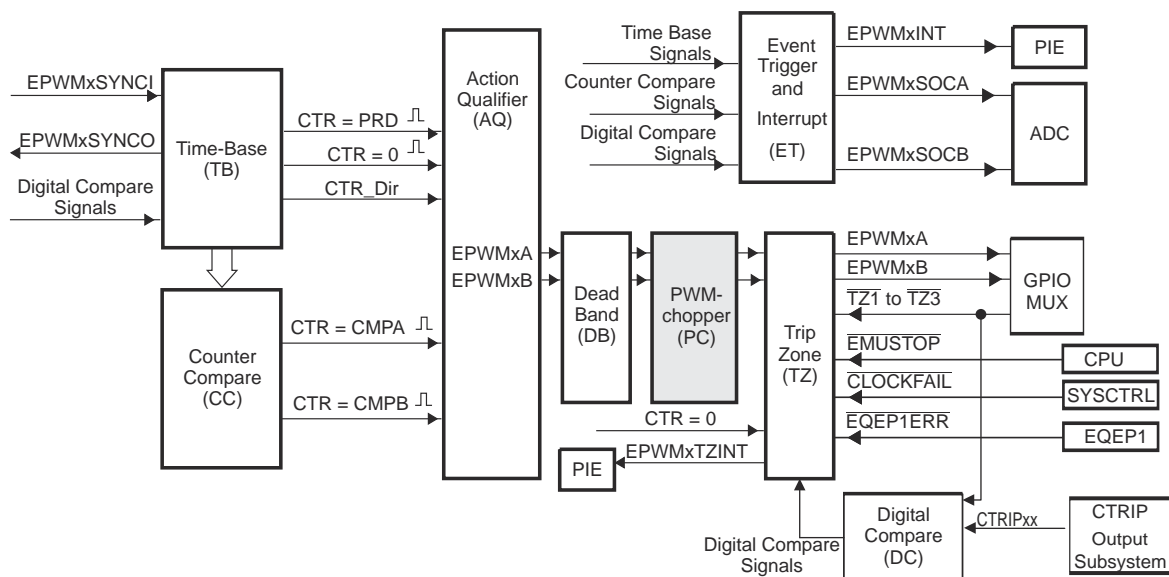 EPWMxSYNCI
EPWMxSYNCO
Digital Compare
Signals
Time-Base
(TB)
CTR = PRD
CTR = 0
CTR_Dir
Counter
Compare
(CC)
CTR = CMPA
CTR = CMPB
Action
Qualifier
(AQ)
EPWMxA
EPWMxB
Dead
Band
(DB)
PWM-
chopper
(PC)
Time Base
Signals
Counter Compare
Signals
Digital Compare
Signals
Event
Trigger
and
Interrupt
(ET)
EPWMxINT
EPWMxSOCA
EPWMxSOCB
PIE
ADC
Trip
Zone
(TZ)
EPWMxA
EPWMxB
TZ1 to TZ3
EMUSTOP
CLOCKFAIL
EQEP1ERR
GPIO
MUX
CPU
SYSCTRL
EQEP1
CTR = 0
EPWMxTZINT
PIE
Digital Compare
Signals
Digital
Compare
(DC)
CTRIPxx
CTRIP
Output
Subsystem